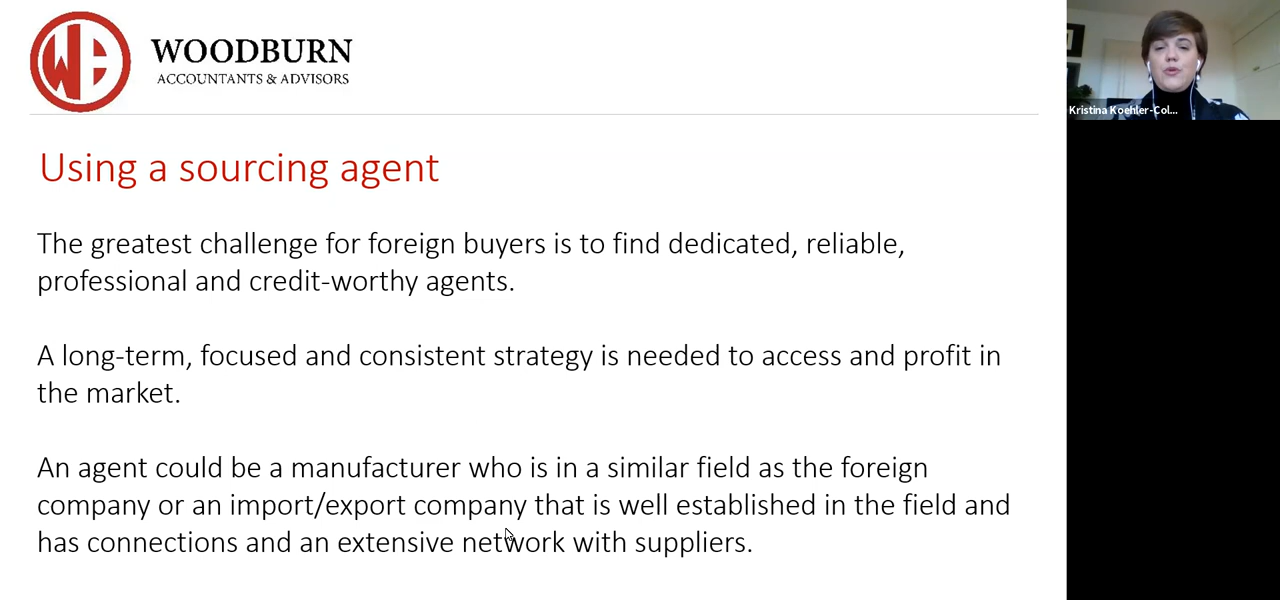 WOODBURN
ACCOUNTANTS & ADVISORS
Kristina Koehler-Col...
Using a sourcing agent
The greatest challenge for foreign buyers is to find dedicated, reliable,
professional and credit-worthy agents.
A long-term, focused and consistent strategy is needed to access and profit in
the market.
An agent could be a manufacturer who is in a similar field as the foreign
company or an import/export company that is well established in the field and
has connections and an extensive network with suppliers.